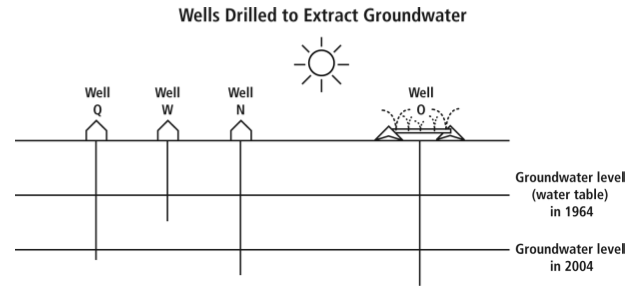 Wells Drilled to Extract Groundwater
Well
Q
Well
W
Well
N
Well
O
Groundwater level
(water table)
in 1964
Groundwater level
in 2004